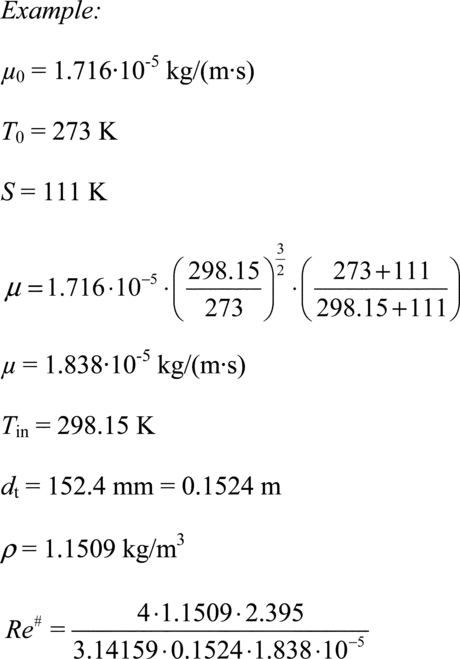 Example:
μ₀ = 1.716·10⁻⁵ kg/(m·s)
T₀ = 273 K
S = 111 K
μ = 1.716·10⁻⁵ · (298.15/273)^(3/2) · ((273+111)/(298.15+111))
μ = 1.838·10⁻⁵ kg/(m·s)
T_in = 298.15 K
d_t = 152.4 mm = 0.1524 m
ρ = 1.1509 kg/m³
Re^# = (4·1.1509·2.395)/(3.14159·0.1524·1.838·10⁻⁵)